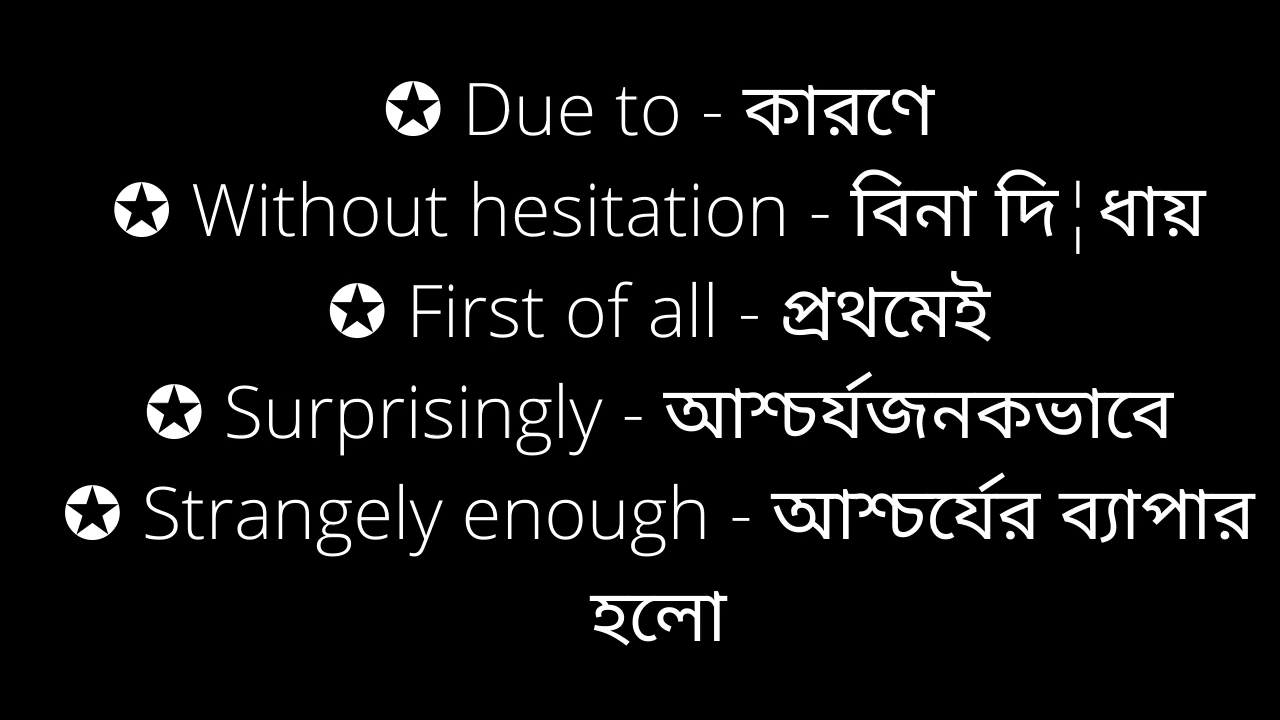 ✪ Due to - কারণে
✪ Without hesitation - বিনা দি¦ধায়
✪ First of all - প্রথমেই
✪ Surprisingly - আশ্চর্যজনকভাবে
✪ Strangely enough - আশ্চর্যের ব্যাপার
হলো